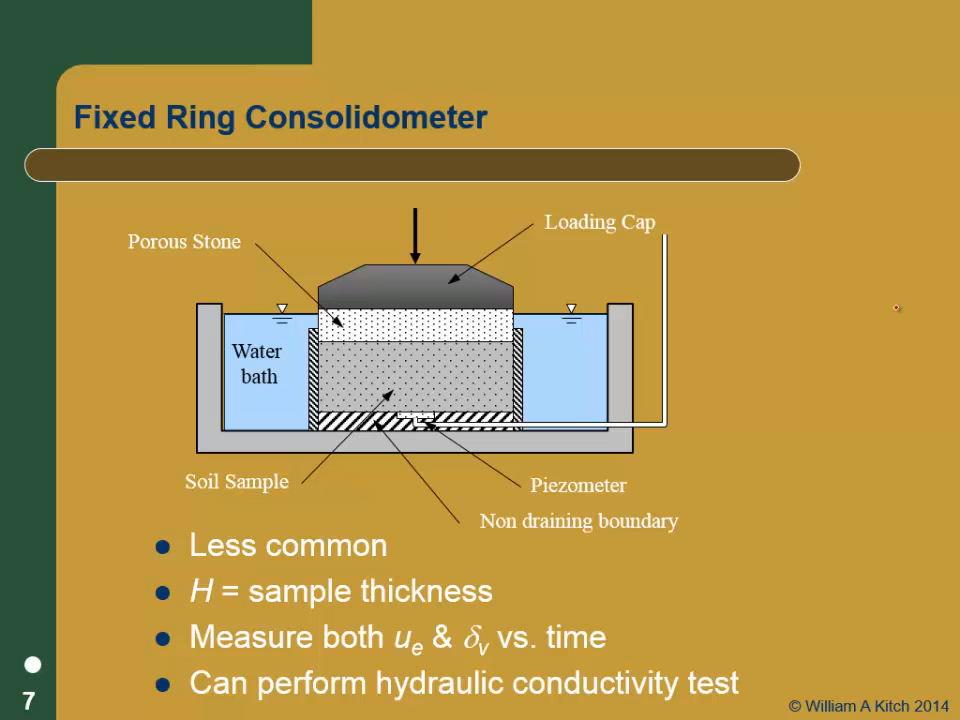 Fixed Ring Consolidometer
Loading Cap
Porous Stone
Water
bath
Soil Sample
Piezometer
Non draining boundary
Less common
H = sample thickness
Measure both uₑ & δᵥ vs. time
Can perform hydraulic conductivity test
7
© William A Kitch 2014